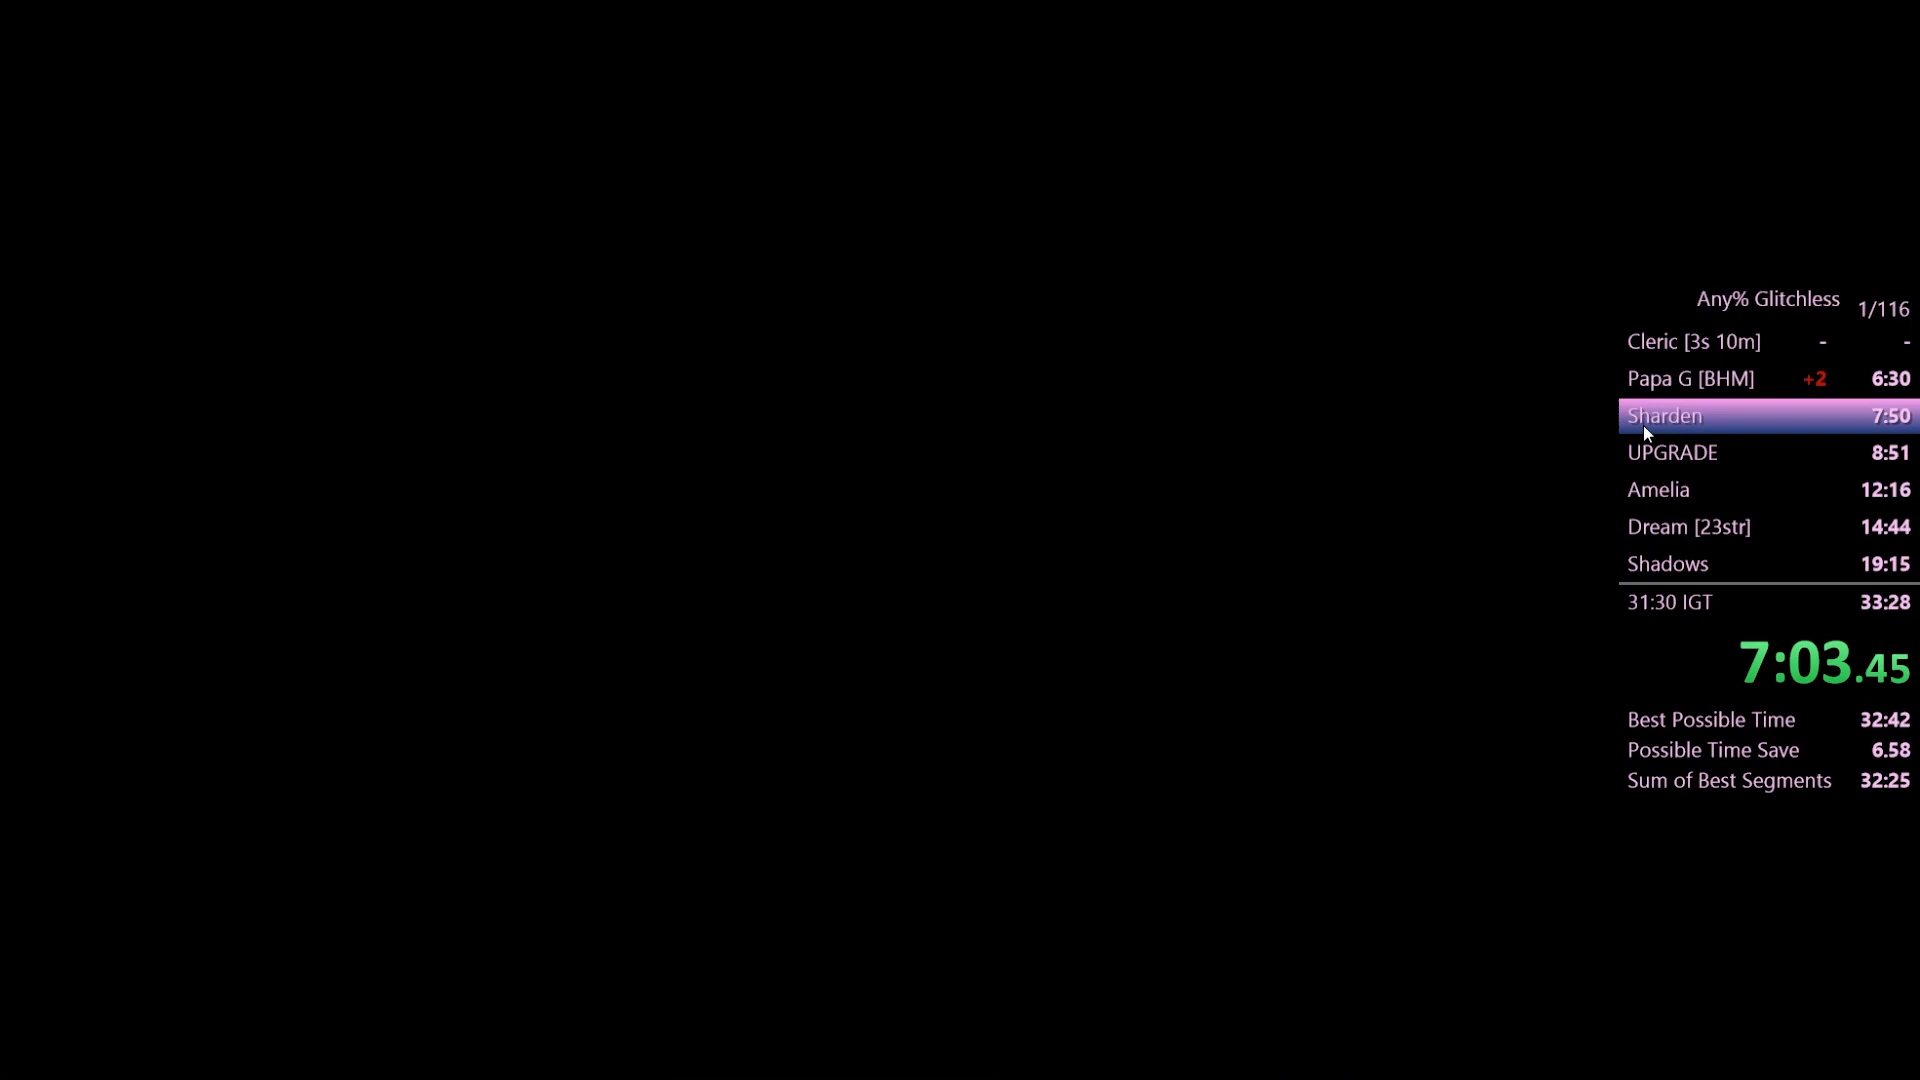 Any% Glitchless
1/116
Cleric [3s 10m] - -
Papa G [BHM] +2 6:30
Sharden 7:50
UPGRADE 8:51
Amelia 12:16
Dream [23str] 14:44
Shadows 19:15
31:30 IGT 33:28
7:03.45
Best Possible Time 32:42
Possible Time Save 6.58
Sum of Best Segments 32:25